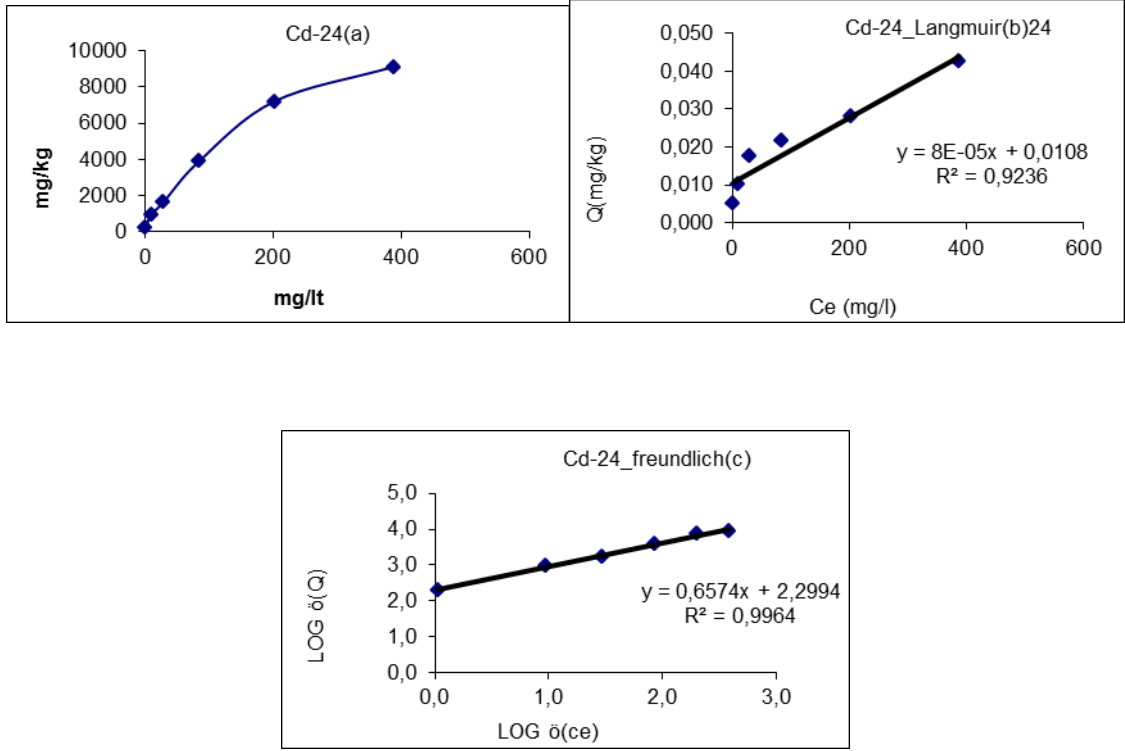 Cd-24(a)
10000
8000
6000
4000
2000
0
mg/kg
0 200 400 600
mg/lt
Cd-24_Langmuir(b)24
0,050
0,040
0,030
0,020
0,010
0,000
Q(mg/kg)
y = 8E-05x + 0,0108
R² = 0,9236
0 200 400 600
Ce (mg/l)
Cd-24_freundlich(c)
5,0
4,0
3,0
2,0
1,0
0,0
LOG ö(Q)
y = 0,6574x + 2,2994
R² = 0,9964
0,0 1,0 2,0 3,0
LOG ö(ce)